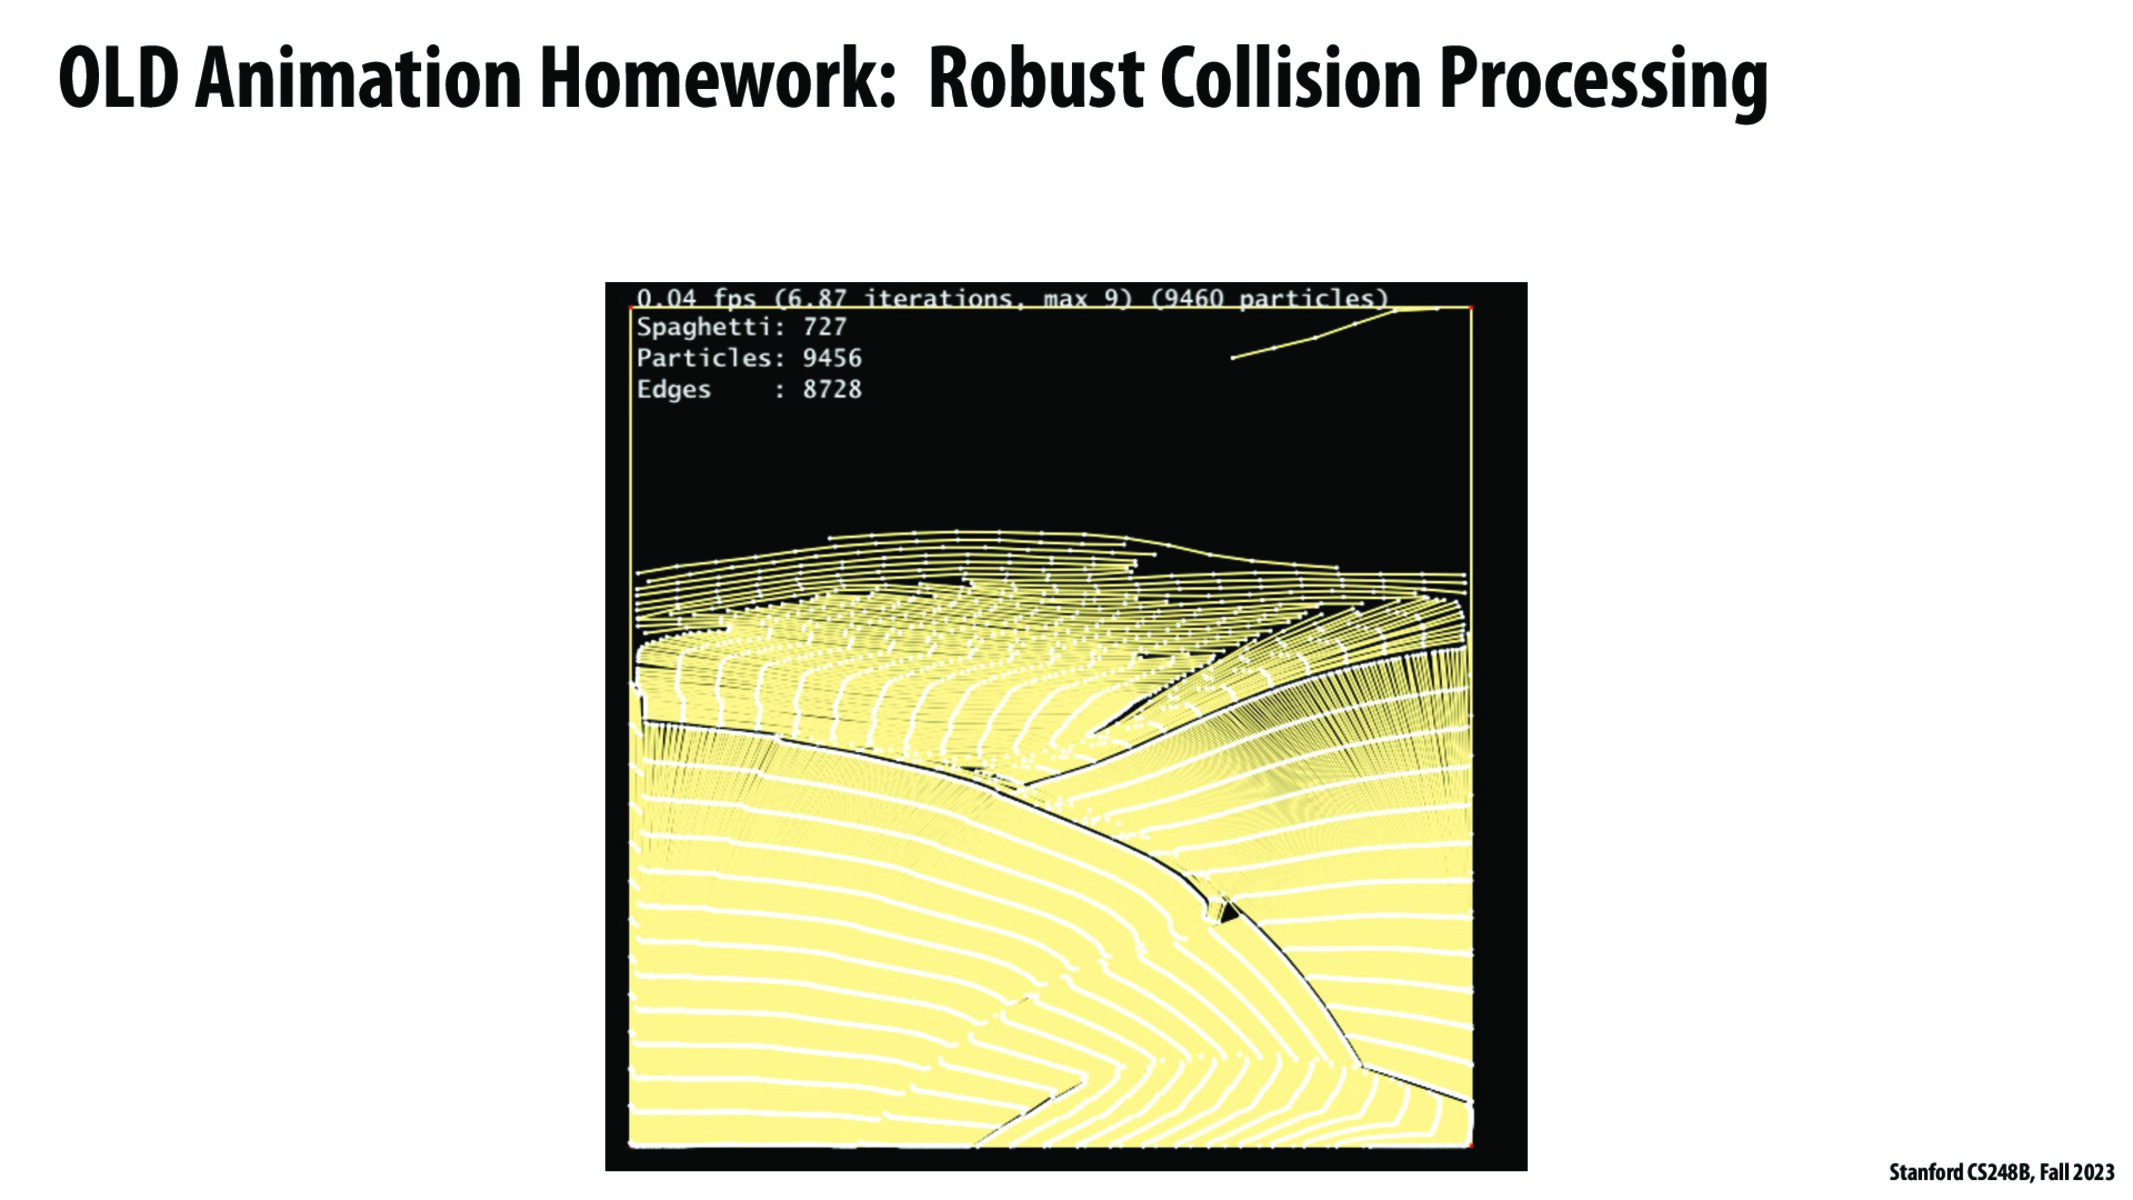 OLD Animation Homework: Robust Collision Processing
0.04 fps (6.87 iterations, max 9) (9460 particles)
Spaghetti: 727
Particles: 9456
Edges    : 8728
Stanford CS248B, Fall 2023